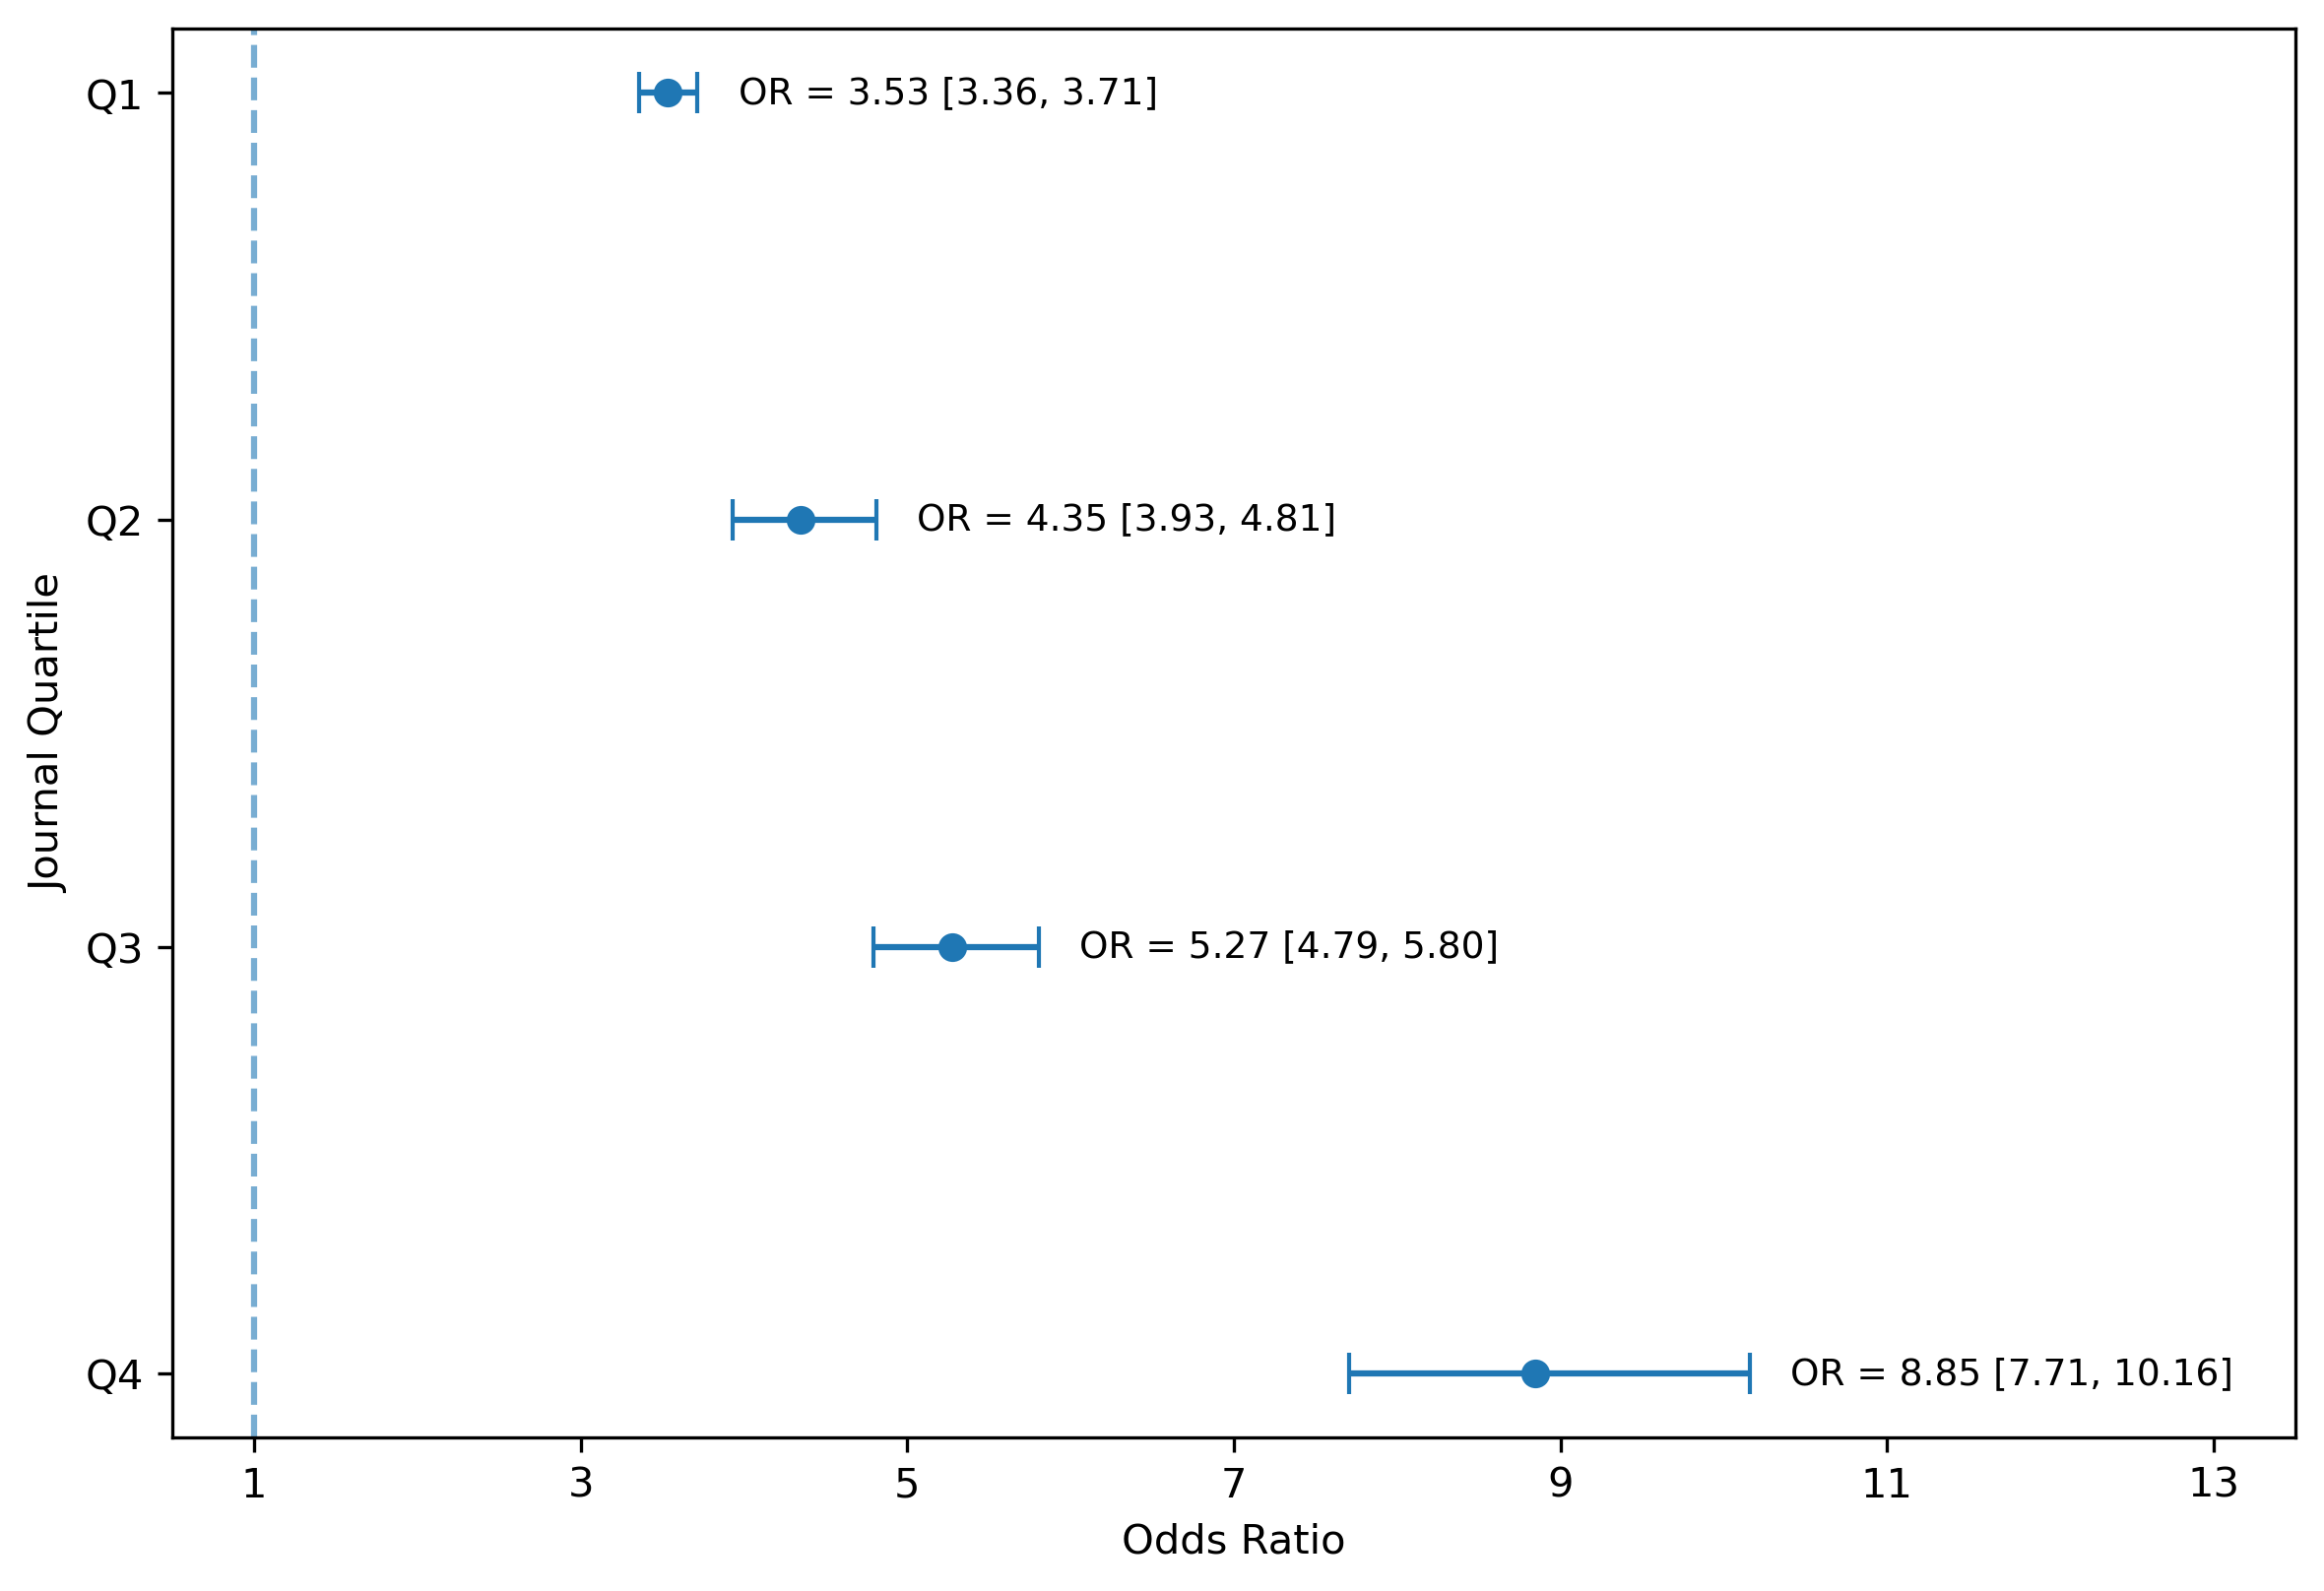 Q1
OR = 3.53 [3.36, 3.71]
Q2
OR = 4.35 [3.93, 4.81]
Journal Quartile
Q3
OR = 5.27 [4.79, 5.80]
Q4
OR = 8.85 [7.71, 10.16]
1 3 5 7 9 11 13
Odds Ratio